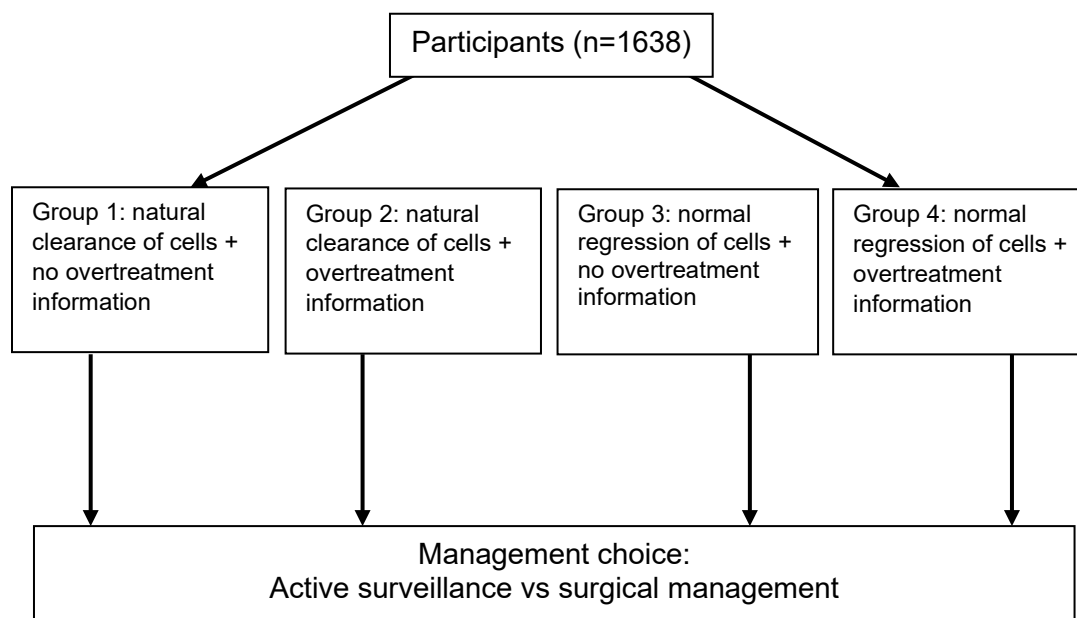 Participants (n=1638)
Group 1: natural
clearance of cells +
no overtreatment
information
Group 2: natural
clearance of cells +
overtreatment
information
Group 3: normal
regression of cells +
no overtreatment
information
Group 4: normal
regression of cells +
overtreatment
information
Management choice:
Active surveillance vs surgical management